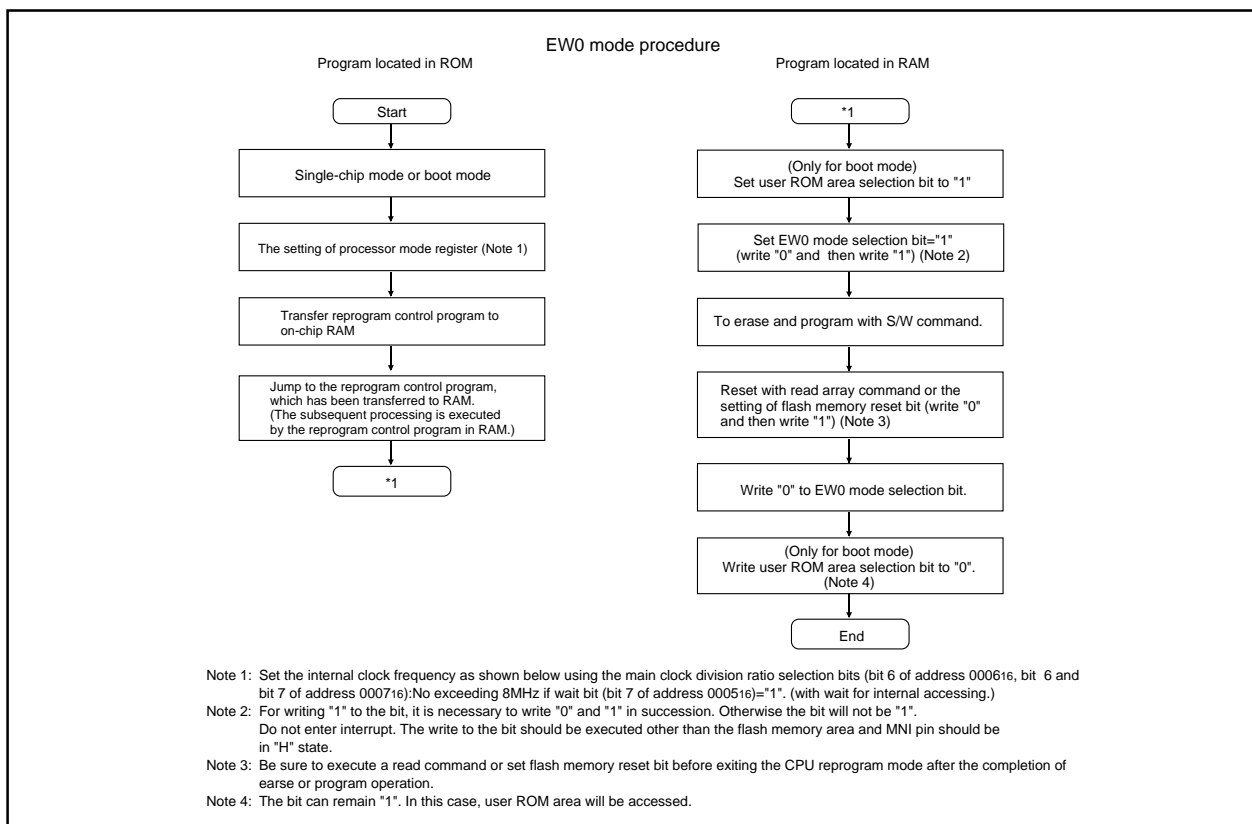 EW0 mode procedure
Program located in ROM
Start
Single-chip mode or boot mode
The setting of processor mode register (Note 1)
Transfer reprogram control program to
on-chip RAM
Jump to the reprogram control program,
which has been transferred to RAM.
(The subsequent processing is executed
by the reprogram control program in RAM.)
*1
Program located in RAM
*1
(Only for boot mode)
Set user ROM area selection bit to "1"
Set EW0 mode selection bit="1"
(write "0" and then write "1") (Note 2)
To erase and program with S/W command.
Reset with read array command or the
setting of flash memory reset bit (write "0"
and then write "1") (Note 3)
Write "0" to EW0 mode selection bit.
(Only for boot mode)
Write user ROM area selection bit to "0".
(Note 4)
End
Note 1: Set the internal clock frequency as shown below using the main clock division ratio selection bits (bit 6 of address 000616, bit 6 and
bit 7 of address 000716):No exceeding 8MHz if wait bit (bit 7 of address 000516)="1". (with wait for internal accessing.)
Note 2: For writing "1" to the bit, it is necessary to write "0" and "1" in succession. Otherwise the bit will not be "1".
Do not enter interrupt. The write to the bit should be executed other than the flash memory area and MNI pin should be
in "H" state.
Note 3: Be sure to execute a read command or set flash memory reset bit before exiting the CPU reprogram mode after the completion of
earse or program operation.
Note 4: The bit can remain "1". In this case, user ROM area will be accessed.